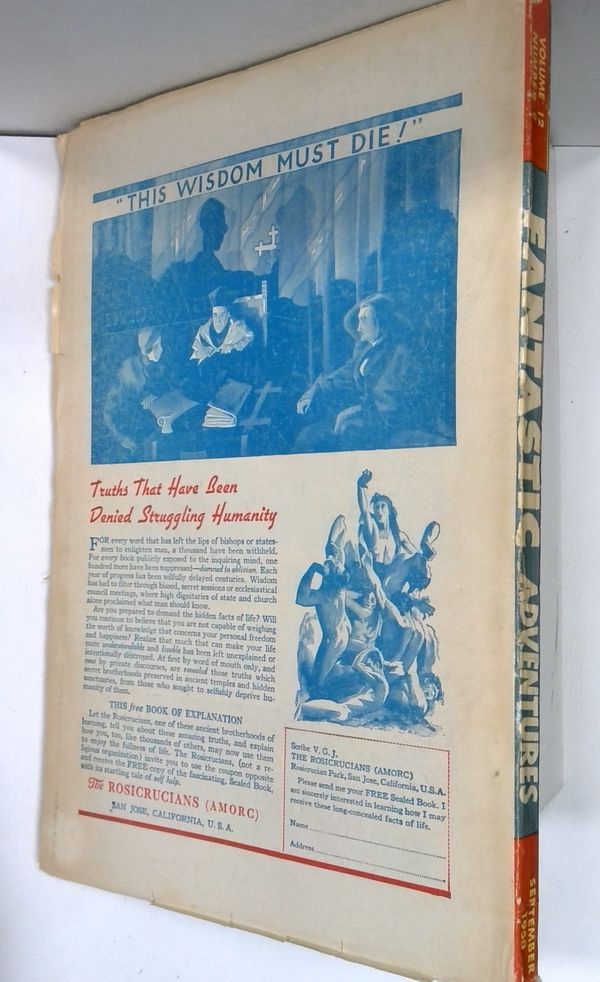 "THIS WISDOM MUST DIE!"
Truths That Have Been
Denied Struggling Humanity
FOR every word that has left the lips of bishops or states-
men to enlighten man, a thousand have been withheld.
For every book publicly exposed to the inquiring mind, one
hundred more have been suppressed—damned to oblivion. Each
year of progress has been wilfully delayed centuries. Wisdom
has had to filter through biased, secret sessions or ecclesiastical
council meetings, where high dignitaries of state and church
alone proclaimed what man should know.
Are you prepared to demand the hidden facts of life? Will
you continue to believe that you are not capable of weighing
the worth of knowledge that concerns your personal freedom
and happiness? Realize that much that can make your life
more understandable and livable has been left unexplained or
intentionally destroyed. At first by word of mouth only, and
now by private discourses, are revealed those truths which
secret brotherhoods preserved in ancient temples and hidden
sanctuaries, from those who sought to selfishly deprive hu-
manity of them.
THIS free BOOK OF EXPLANATION
Let the Rosicrucians, one of these ancient brotherhoods of
learning, tell you about these amazing truths, and explain
how you, too, like thousands of others, may now use them
to enjoy the fullness of life. The Rosicrucians, (not a re-
ligious organization) invite you to use the coupon opposite
and receive the FREE copy of the fascinating, Sealed Book,
with its startling tale of self help.
The ROSICRUCIANS (AMORC)
SAN JOSE, CALIFORNIA, U. S. A.
Scribe V. G. J.
THE ROSICRUCIANS (AMORC)
Rosicrucian Park, San Jose, California, U.S.A.
Please send me your FREE Sealed Book. I
am sincerely interested in learning how I may
receive these long-concealed facts of life.
Name
Address
VOLUME 12
NUMBER 9
FANTASTIC ADVENTURES
SEPTEMBER
1950